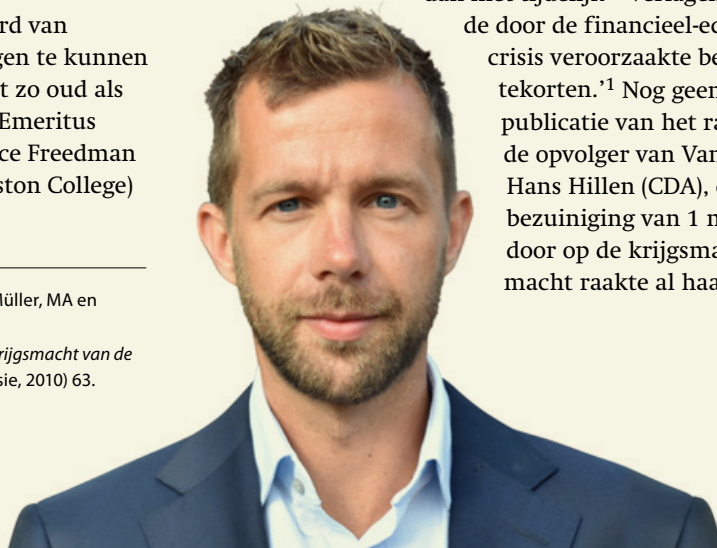 rd van
gen te kunnen
t zo oud als
Emeritus
ce Freedman
ston College)
Müller, MA en
rijgsmacht van de
sie, 2010) 63.
de door de financieel-ec
crisis veroorzaakte be
tekorten.’1 Nog geen
publicatie van het ra
de opvolger van Van
Hans Hillen (CDA),
bezuiniging van 1 m
door op de krijgsma
macht raakte al haa